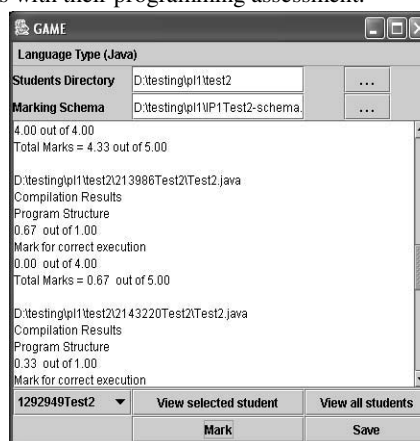 s with their programming assessment.
GAME
Language Type (Java)
Students Directory D:\testing\pl1\test2 ...
Marking Schema D:\testing\pl1\IP1Test2-schema. ...
4.00 out of 4.00
Total Marks = 4.33 out of 5.00
D:\testing\pl1\test2\213986Test2\Test2.java
Compilation Results
Program Structure
0.67 out of 1.00
Mark for correct execution
0.00 out of 4.00
Total Marks = 0.67 out of 5.00
D:\testing\pl1\test2\2143220Test2\Test2.java
Compilation Results
Program Structure
0.33 out of 1.00
Mark for correct execution
1292949Test2 View selected student View all students
Mark Save